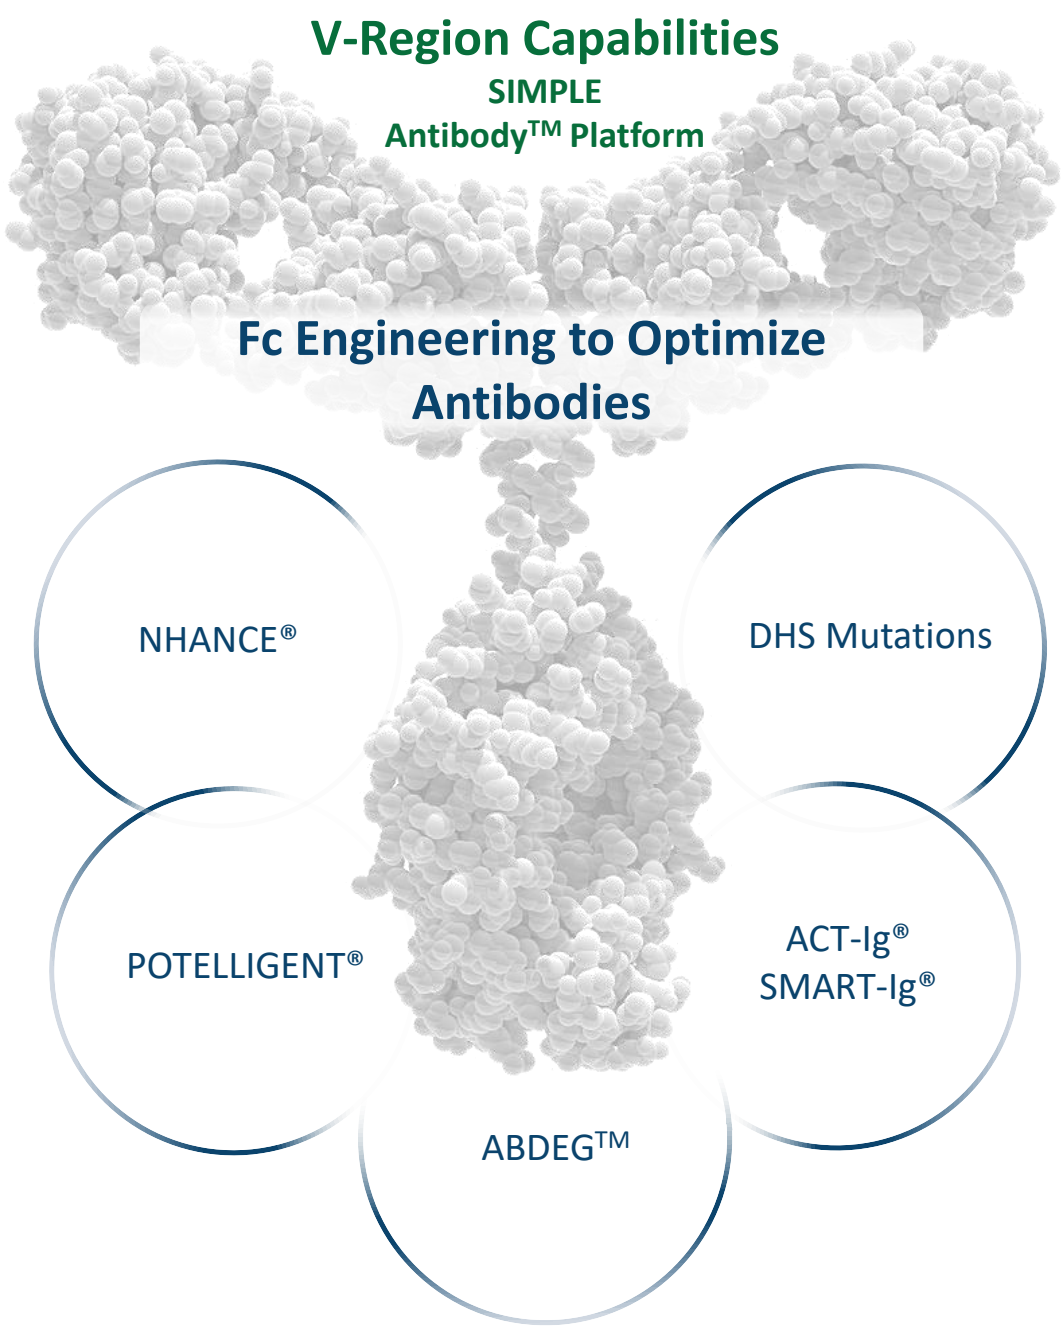 V-Region Capabilities
SIMPLE
Antibody™ Platform
Fc Engineering to Optimize
Antibodies
NHANCE®
DHS Mutations
POTELLIGENT®
ACT-Ig®
SMART-Ig®
ABDEG™